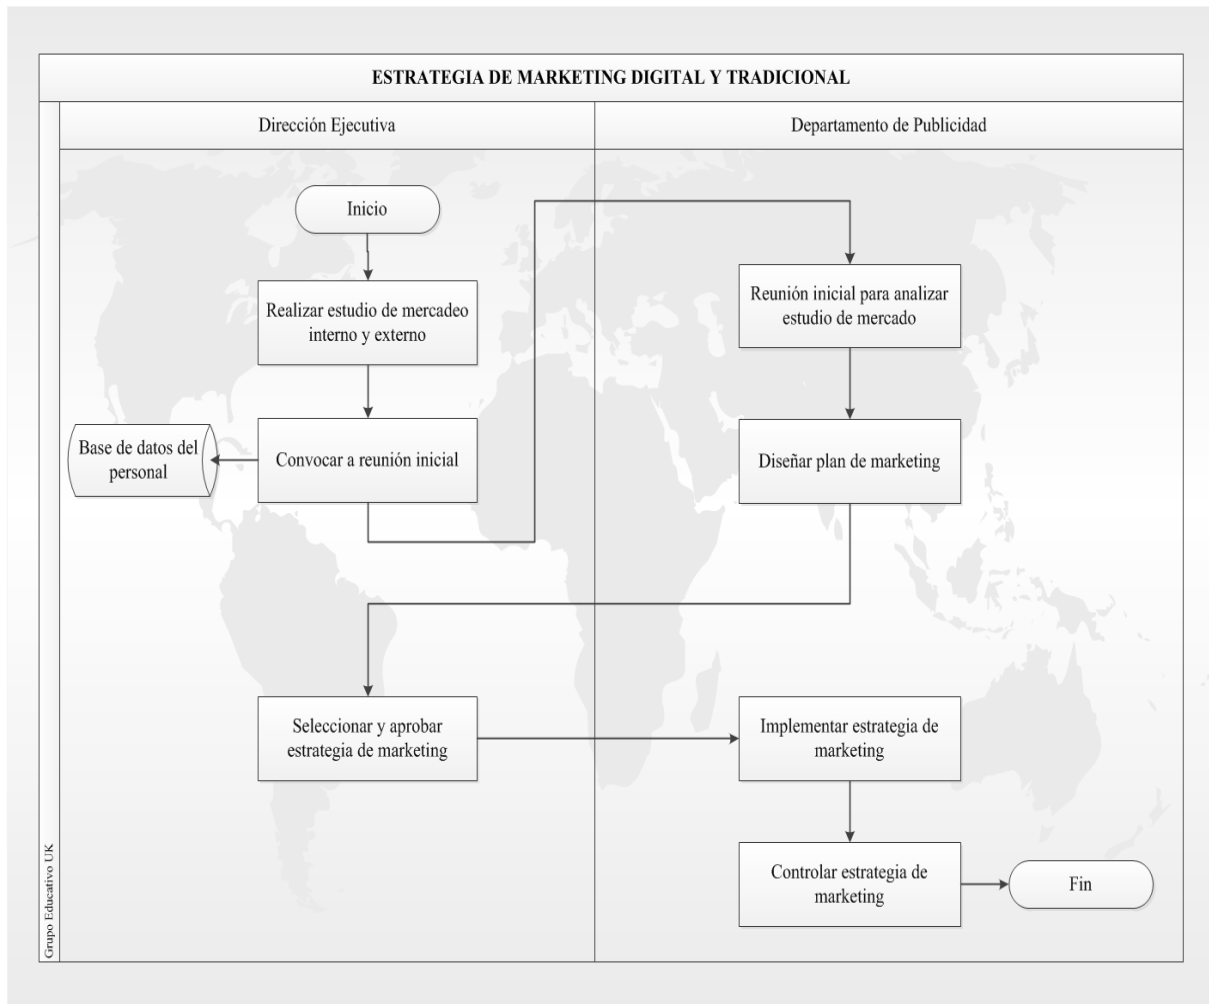 ESTRATEGIA DE MARKETING DIGITAL Y TRADICIONAL
Dirección Ejecutiva
Departamento de Publicidad
Inicio
Realizar estudio de mercadeo
interno y externo
Convocar a reunión inicial
Base de datos del
personal
Reunión inicial para analizar
estudio de mercado
Diseñar plan de marketing
Seleccionar y aprobar
estrategia de marketing
Implementar estrategia de
marketing
Controlar estrategia de
marketing
Fin
Grupo Educativo UK